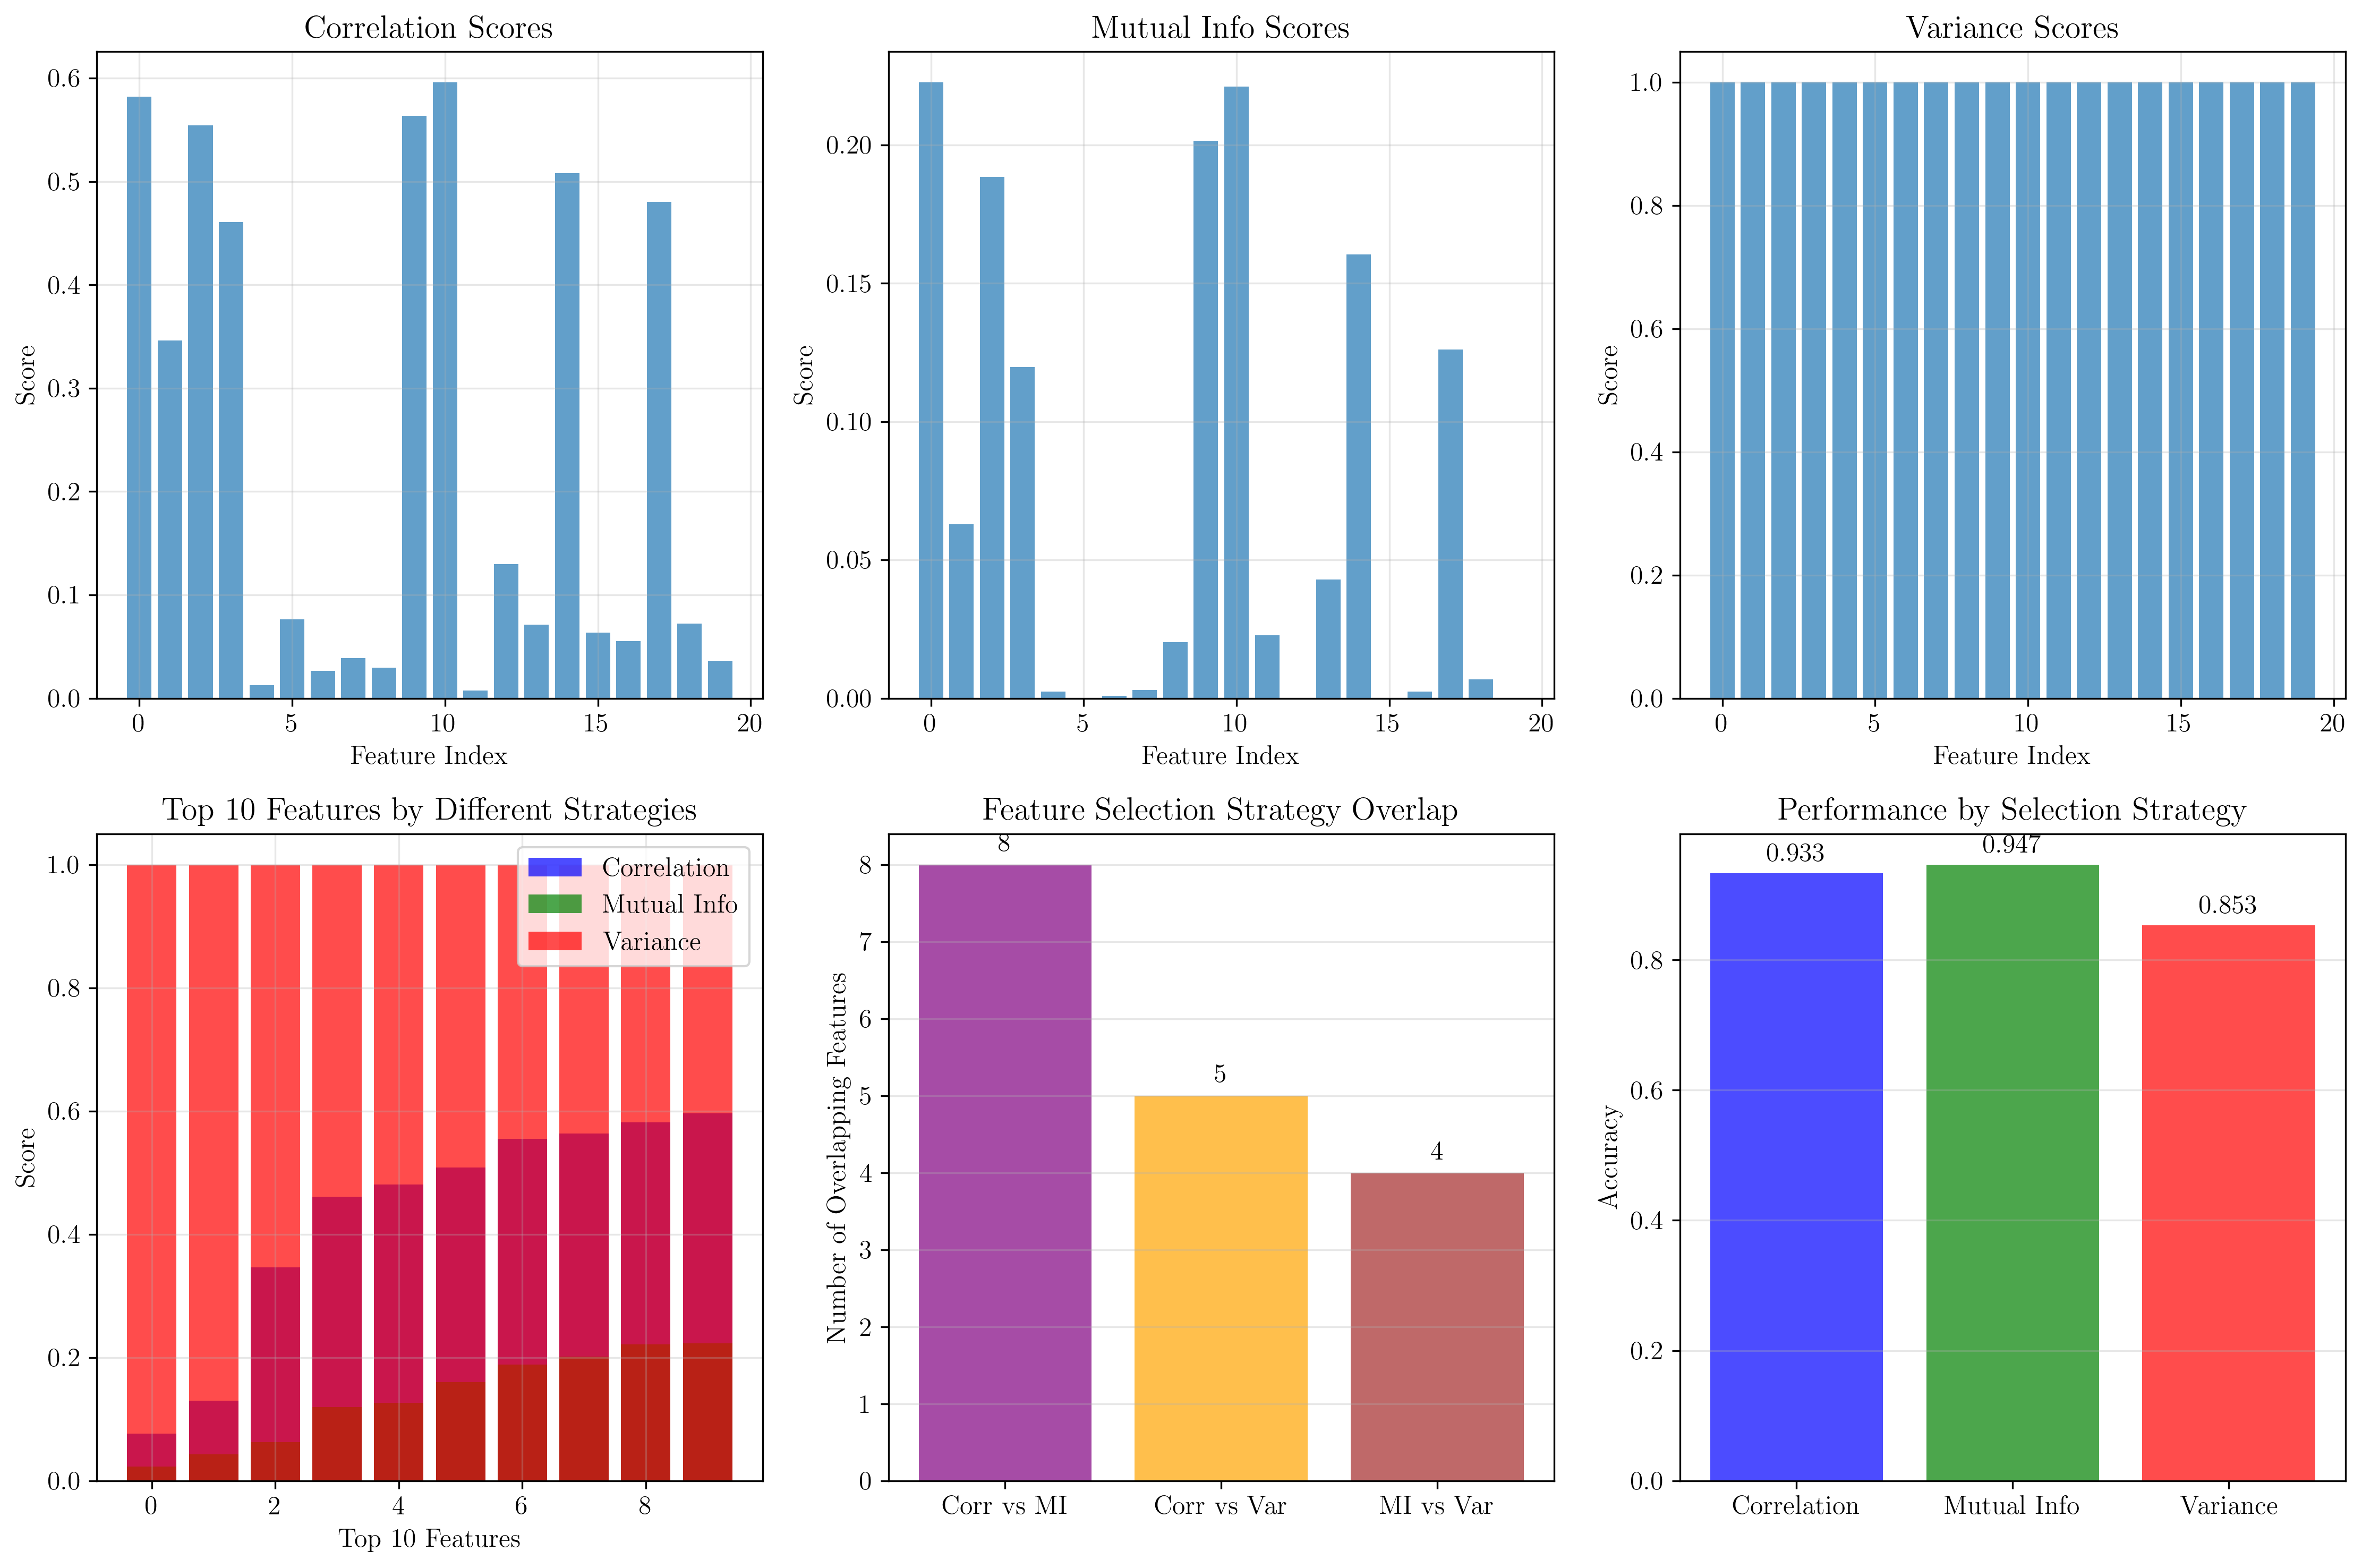 Correlation Scores
0.6
0.5
0.4
0.3
0.2
0.1
0.0
Score
0 5 10 15 20
Feature Index
Mutual Info Scores
0.20
0.15
0.10
0.05
0.00
Score
0 5 10 15 20
Feature Index
Variance Scores
1.0
0.8
0.6
0.4
0.2
0.0
Score
0 5 10 15 20
Feature Index
Top 10 Features by Different Strategies
Correlation
Mutual Info
Variance
1.0
0.8
0.6
0.4
0.2
0.0
Score
0 2 4 6 8
Top 10 Features
Feature Selection Strategy Overlap
8
5
4
8
7
6
5
4
3
2
1
0
Number of Overlapping Features
Corr vs MI Corr vs Var MI vs Var
Performance by Selection Strategy
0.933
0.947
0.853
0.8
0.6
0.4
0.2
0.0
Accuracy
Correlation Mutual Info Variance